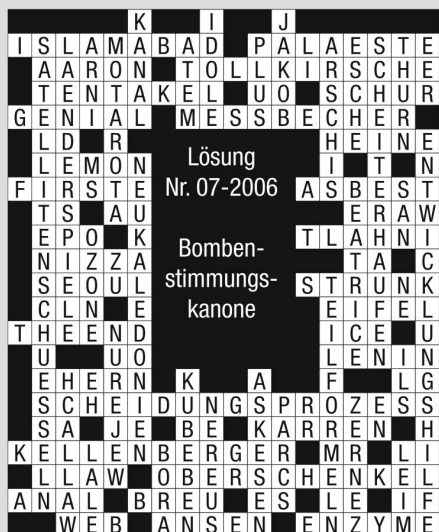 K I J
ISLAMABAD PALAESTE
AARON TOLLKIRSCHE
TENTAKEL UO SCHUR
GENIAL MESSBECHER
LD R HEINE
LEMON I T N
FIRSTE ASBEST
TS AU ERAW
EPO K TLAHNI
NIZZA TA C
SEOUL STRUNK
CLN E EIFEL
THEEND ICE U
U UO LENIN
EHERN K A F LG
SCHEIDUNGSPROZESS
SA JE BE KARREN H
KELLENBERGER MR LI
LLAW OBERSCHENKEL
ANAL BREU ES LE IF
WEB ANSEN ENZYME
Lösung
Nr. 07-2006
Bomben-
stimmungs-
kanone